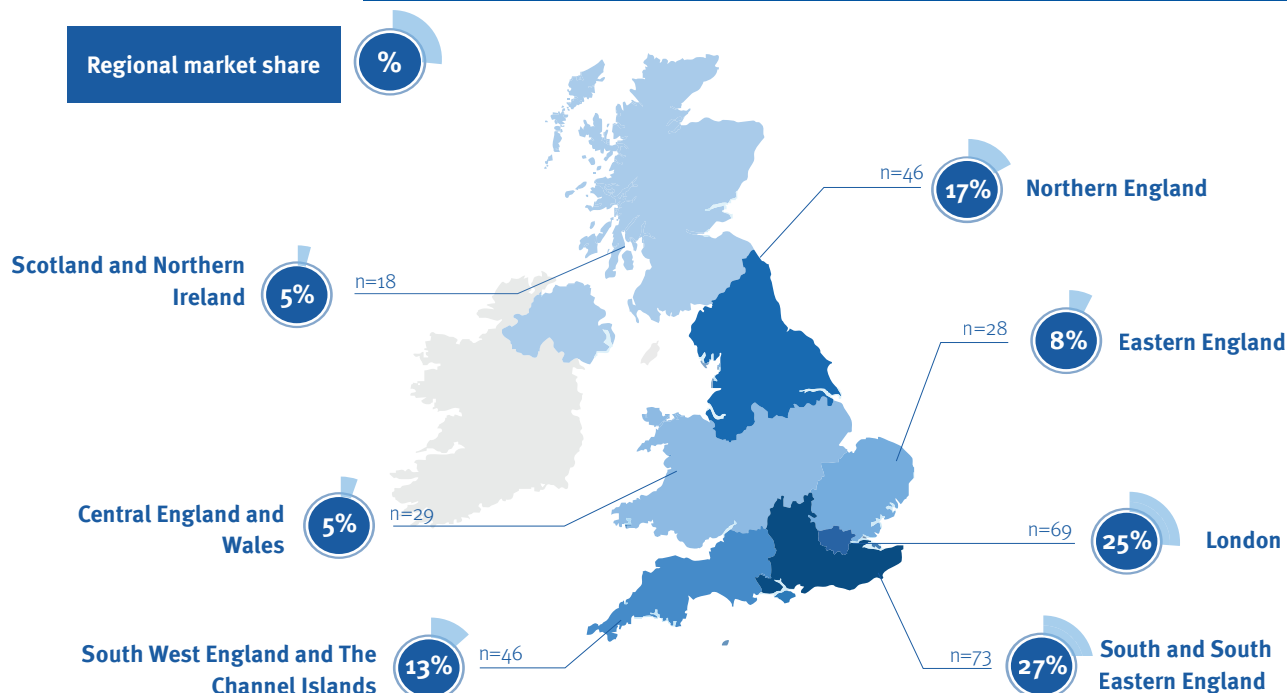 Regional market share
%
n=46
17%
Northern England
Scotland and Northern
Ireland
5%
n=18
n=28
8%
Eastern England
Central England and
Wales
5%
n=29
n=69
25%
London
South West England and The
Channel Islands
13%
n=46
n=73
27%
South and South
Eastern England